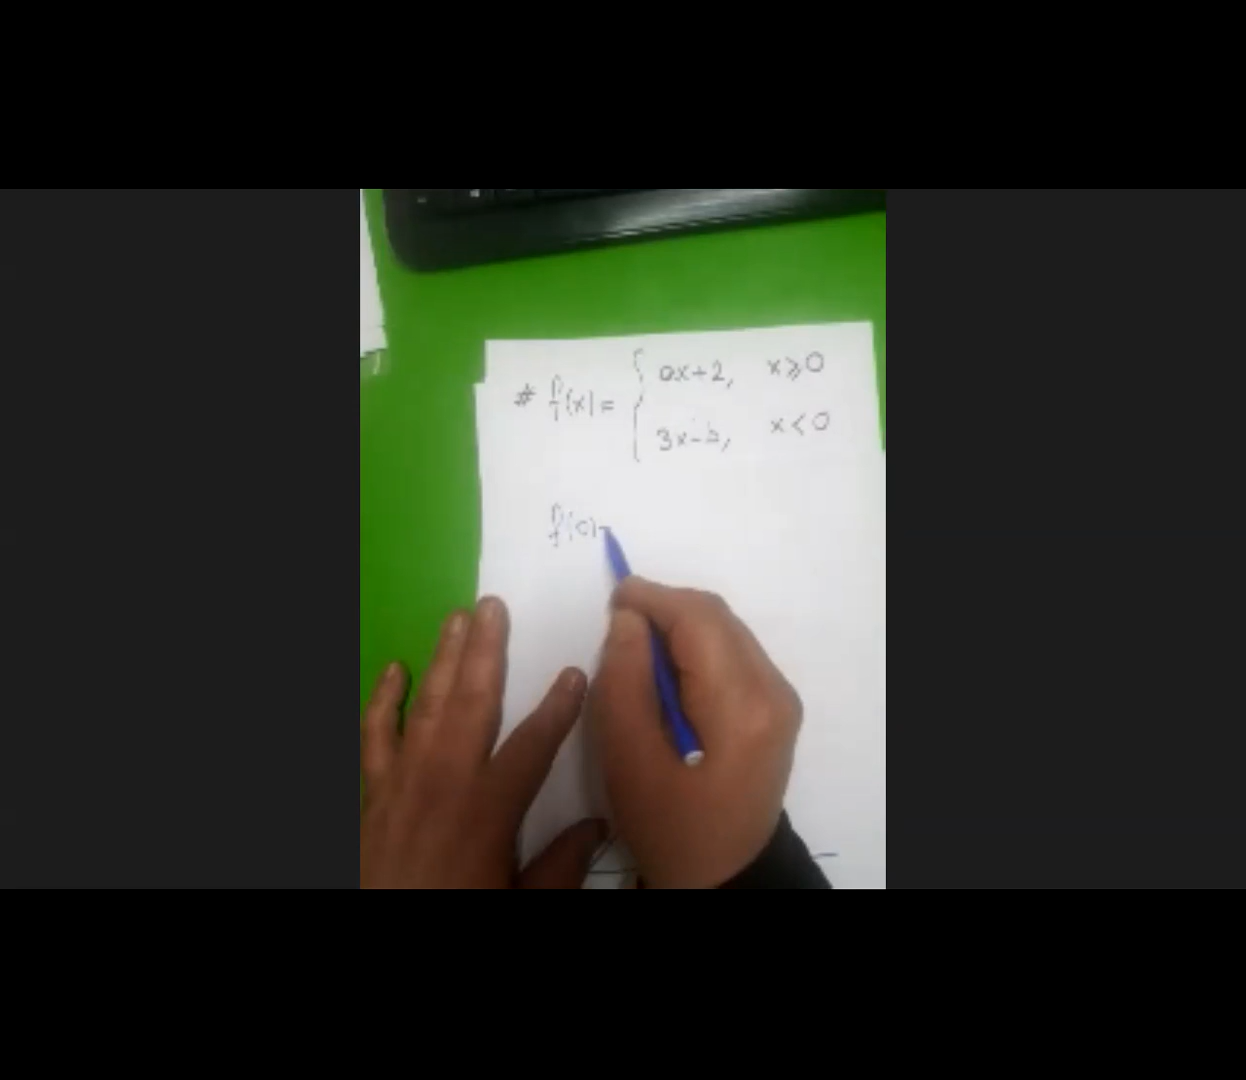 # f(x) = { ax+2, x ⩾ 0
3x-b, x < 0
f(0)=